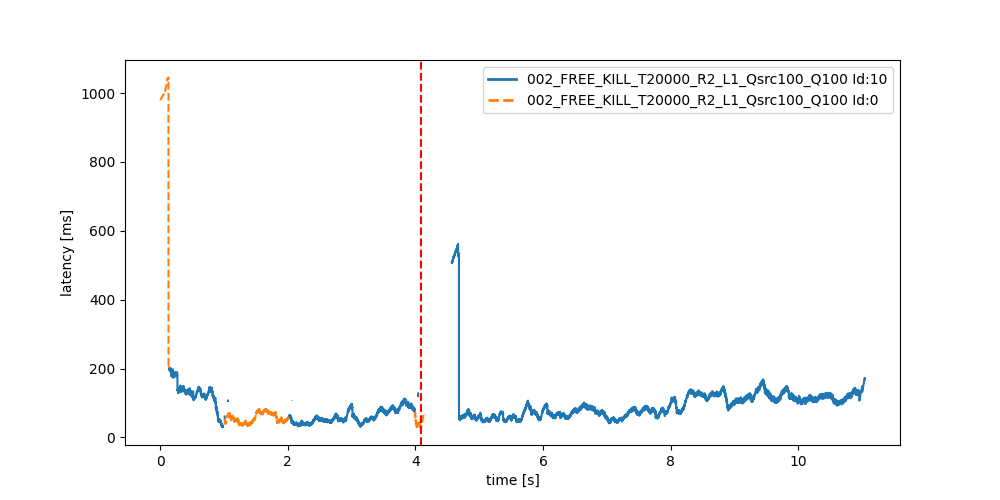 002_FREE_KILL_T20000_R2_L1_Qsrc100_Q100 Id:10
002_FREE_KILL_T20000_R2_L1_Qsrc100_Q100 Id:0
latency [ms]
1000
800
600
400
200
0
0 2 4 6 8 10
time [s]